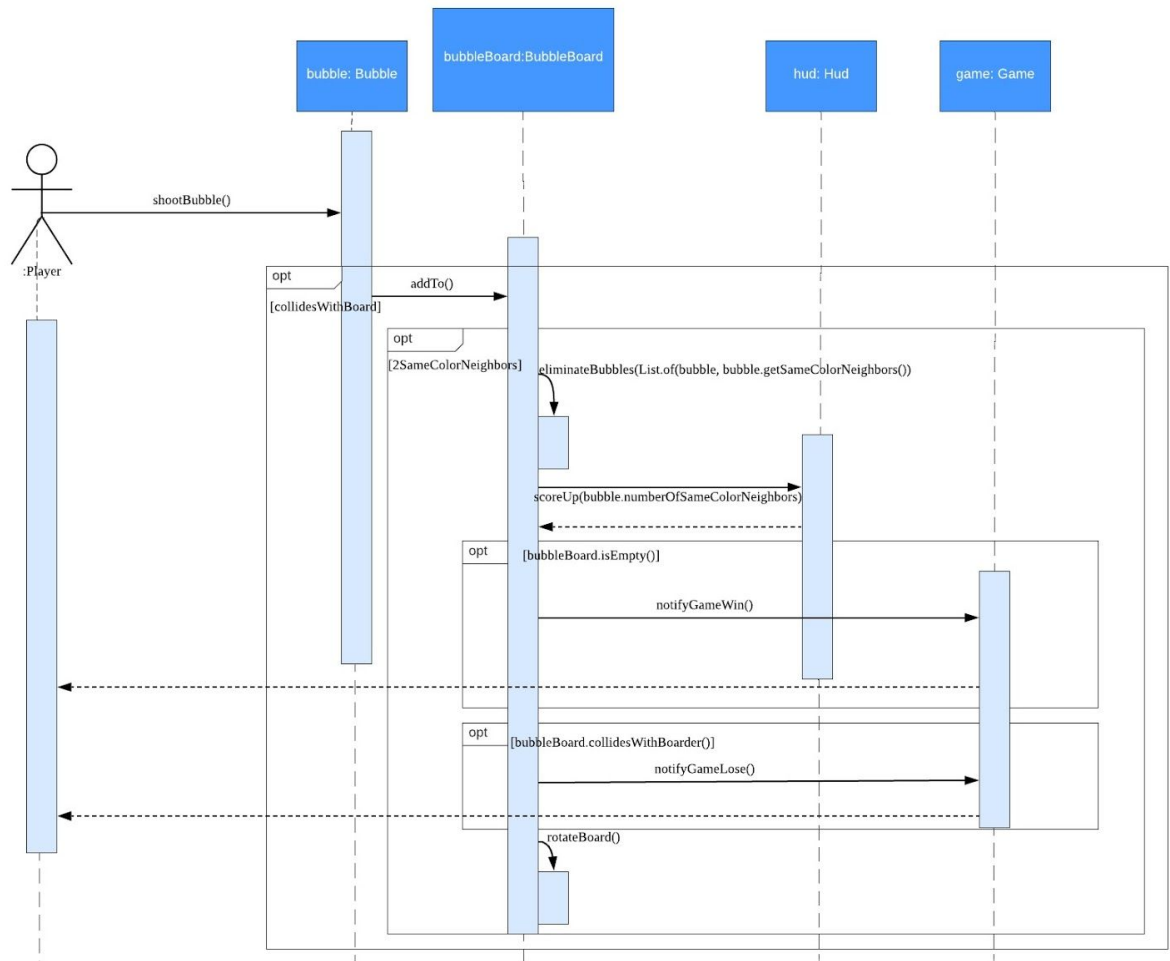 bubbleBoard:BubbleBoard
bubble: Bubble
hud: Hud
game: Game
shootBubble()
:Player
opt
addTo()
[collidesWithBoard]
opt
[2SameColorNeighbors]
eliminateBubbles(List.of(bubble, bubble.getSameColorNeighbors())
scoreUp(bubble.numberOfSameColorNeighbors)
opt
[bubbleBoard.isEmpty()]
notifyGameWin()
opt
[bubbleBoard.collidesWithBoarder()]
notifyGameLose()
rotateBoard()